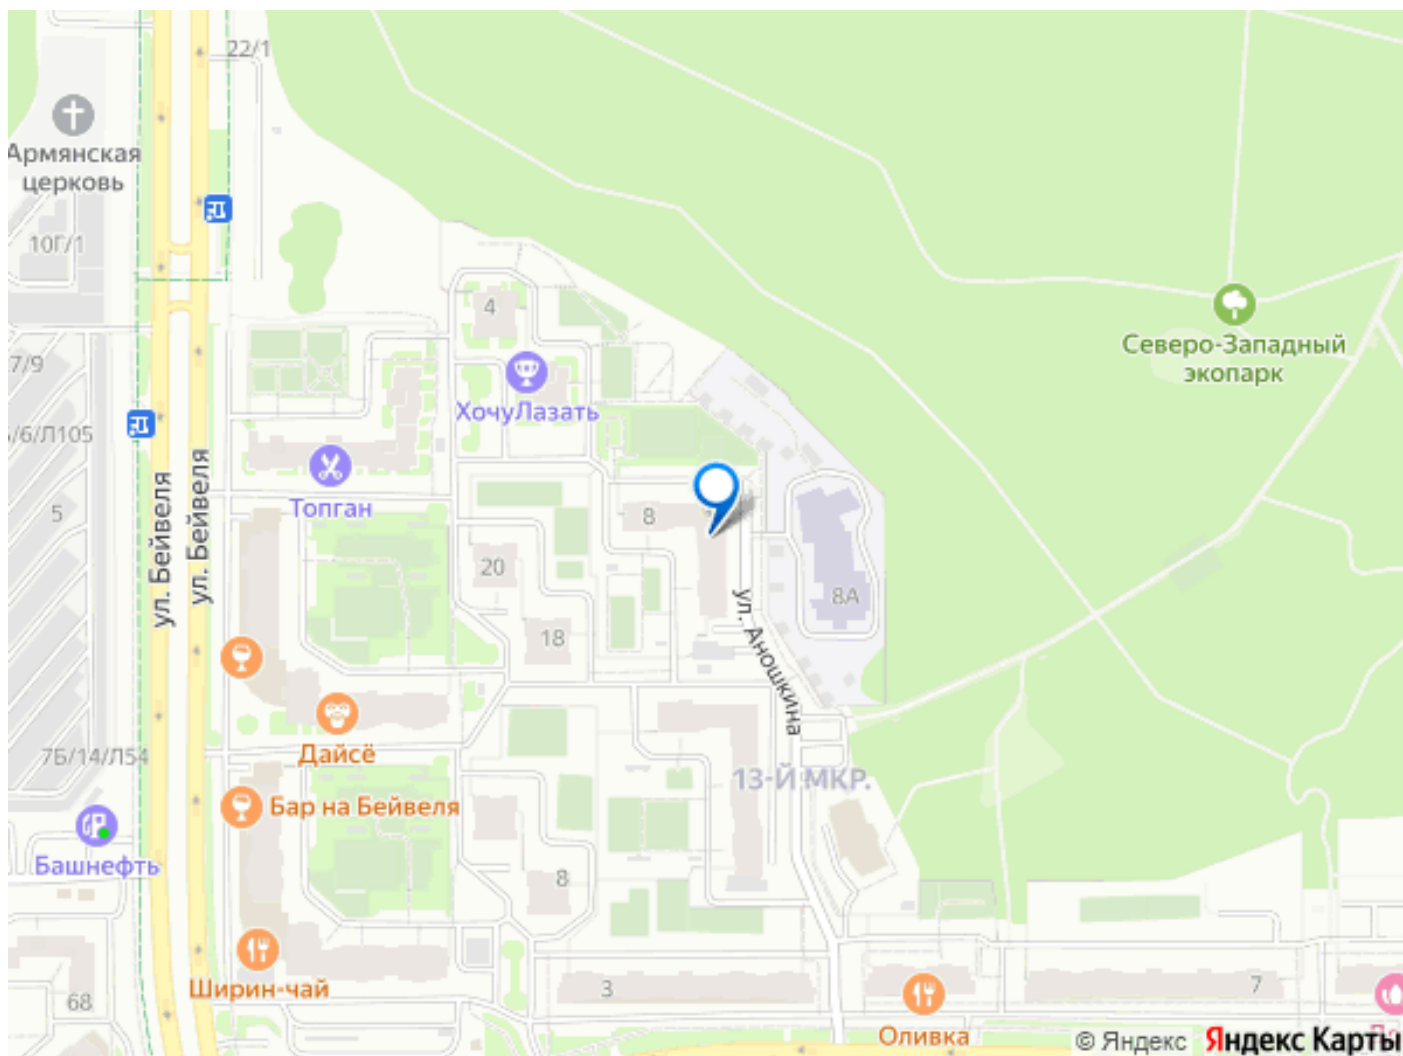 22/1
Армянская
церковь
10Г/1
4
Северо-Западный
экопарк
7/9
ХочуЛазать
/6/Л105
ул. Бейвеля
ул. Бейвеля
Топган
5
8
20
8А
18
ул. Аношкина
Дайсё
7Б/14/Л54
13-Й МКР.
Бар на Бейвеля
Башнефть
8
Ширин-чай
3
7
68
Оливка
© Яндекс Яндекс Карты